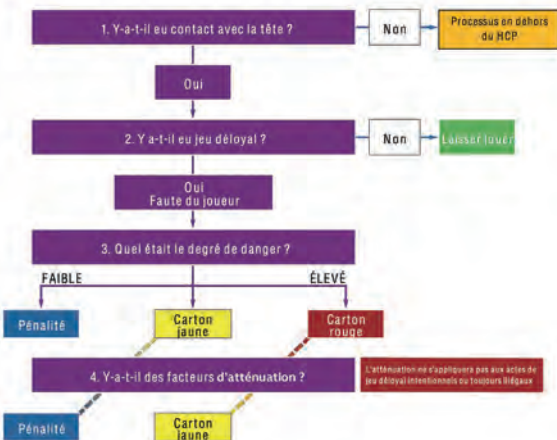 1. Y-a-t-il eu contact avec la tête ?
Non
Processus en dehors
du HCP
Oui
2. Y a-t-il eu jeu déloyal ?
Non
Laisser jouer
Oui
Faute du joueur
3. Quel était le degré de danger ?
FAIBLE
ÉLEVÉ
Pénalité
Carton
jaune
Carton
rouge
4. Y-a-t-il des facteurs d'atténuation ?
L'atténuation ne s'appliquera pas aux actes de
jeu déloyal intentionnels ou toujours illégaux
Pénalité
Carton
jaune